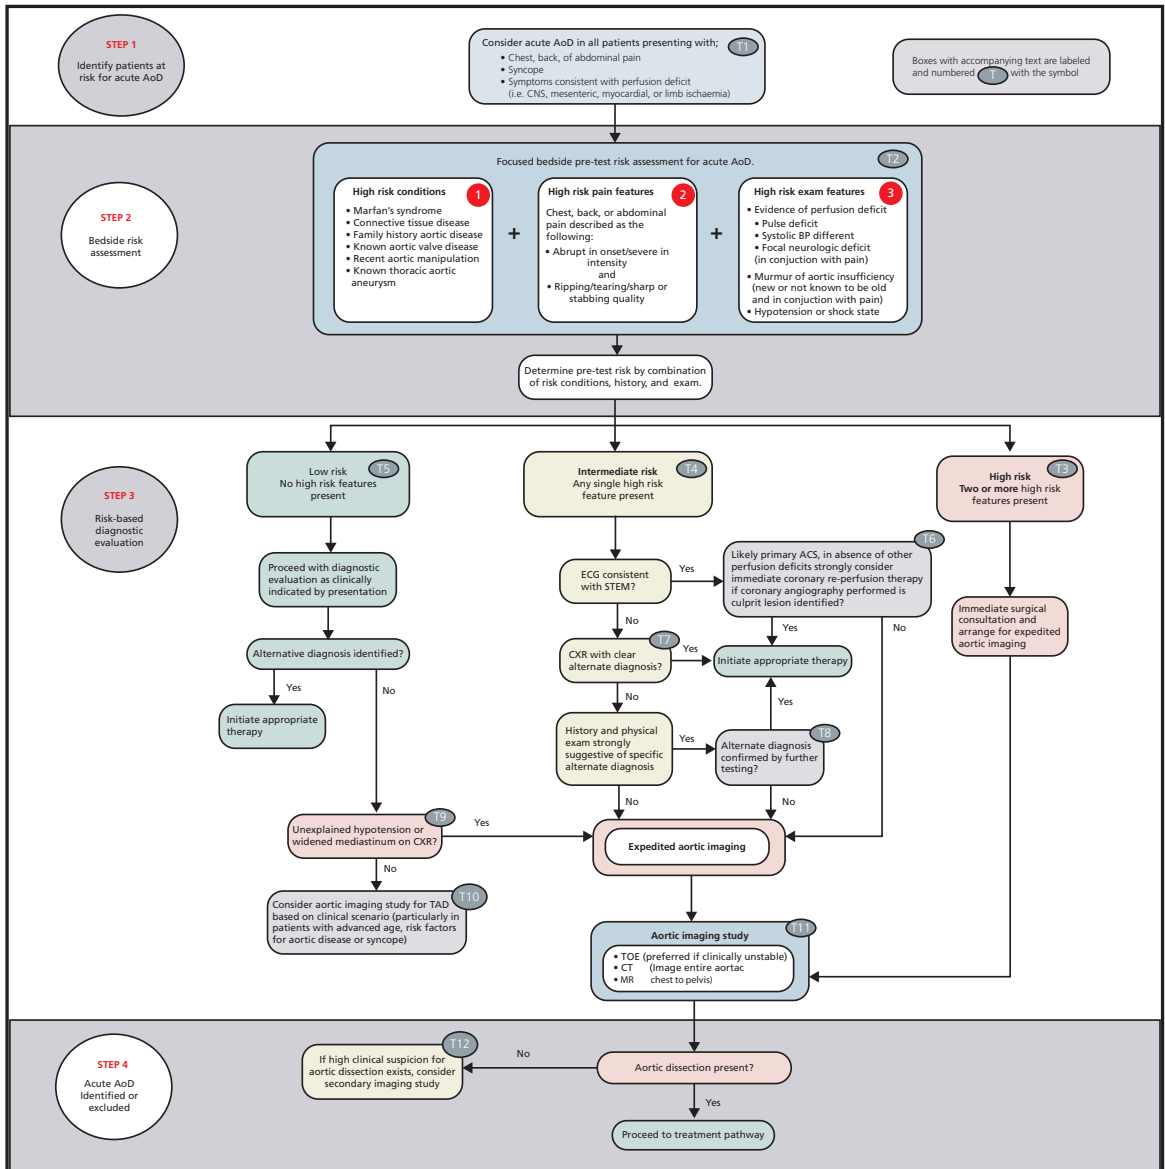 STEP 1
Identify patients at
risk for acute AoD
Consider acute AoD in all patients presenting with;
T1
• Chest, back, of abdominal pain
• Syncope
• Symptoms consistent with perfusion deficit
(i.e. CNS, mesenteric, myocardial, or limb ischaemia)
Boxes with accompanying text are labeled
and numbered T with the symbol
STEP 2
Bedside risk
assessment
Focused bedside pre-test risk assessment for acute AoD.
T2
High risk conditions
1
• Marfan's syndrome
• Connective tissue disease
• Family history aortic disease
• Known aortic valve disease
• Recent aortic manipulation
• Known thoracic aortic
aneurysm
+
High risk pain features
2
Chest, back, or abdominal
pain described as the
following:
• Abrupt in onset/severe in
intensity
and
• Ripping/tearing/sharp or
stabbing quality
+
High risk exam features
3
• Evidence of perfusion deficit
• Pulse deficit
• Systolic BP different
• Focal neurologic deficit
(in conjuction with pain)
• Murmur of aortic insufficiency
(new or not known to be old
and in conjuction with pain)
• Hypotension or shock state
Determine pre-test risk by combination
of risk conditions, history, and exam.
STEP 3
Risk-based
diagnostic
evaluation
Low risk
T5
No high risk features
present
Intermediate risk
T4
Any single high risk
feature present
High risk
T3
Two or more high risk
features present
Proceed with diagnostic
evaluation as clinically
indicated by presentation
Alternative diagnosis identified?
Yes
No
Initiate appropriate
therapy
ECG consistent
with STEM?
Yes
No
T6
Likely primary ACS, in absence of other
perfusion deficits strongly consider
immediate coronary re-perfusion therapy
if coronary angiography performed is
culprit lesion identified?
Yes
No
Immediate surgical
consultation and
arrange for expedited
aortic imaging
T7
CXR with clear
alternate diagnosis?
Yes
No
Initiate appropriate therapy
Yes
History and physical
exam strongly
suggestive of specific
alternate diagnosis
Yes
No
T8
Alternate diagnosis
confirmed by further
testing?
No
T9
Unexplained hypotension or
widened mediastinum on CXR?
Yes
No
Expedited aortic imaging
T10
Consider aortic imaging study for TAD
based on clinical scenario (particularly in
patients with advanced age, risk factors
for aortic disease or syncope)
T11
Aortic imaging study
• TOE (preferred if clinically unstable)
• CT (Image entire aortac
• MR chest to pelvis)
STEP 4
Acute AoD
Identified or
excluded
T12
If high clinical suspicion for
aortic dissection exists, consider
secondary imaging study
No
Aortic dissection present?
Yes
Proceed to treatment pathway